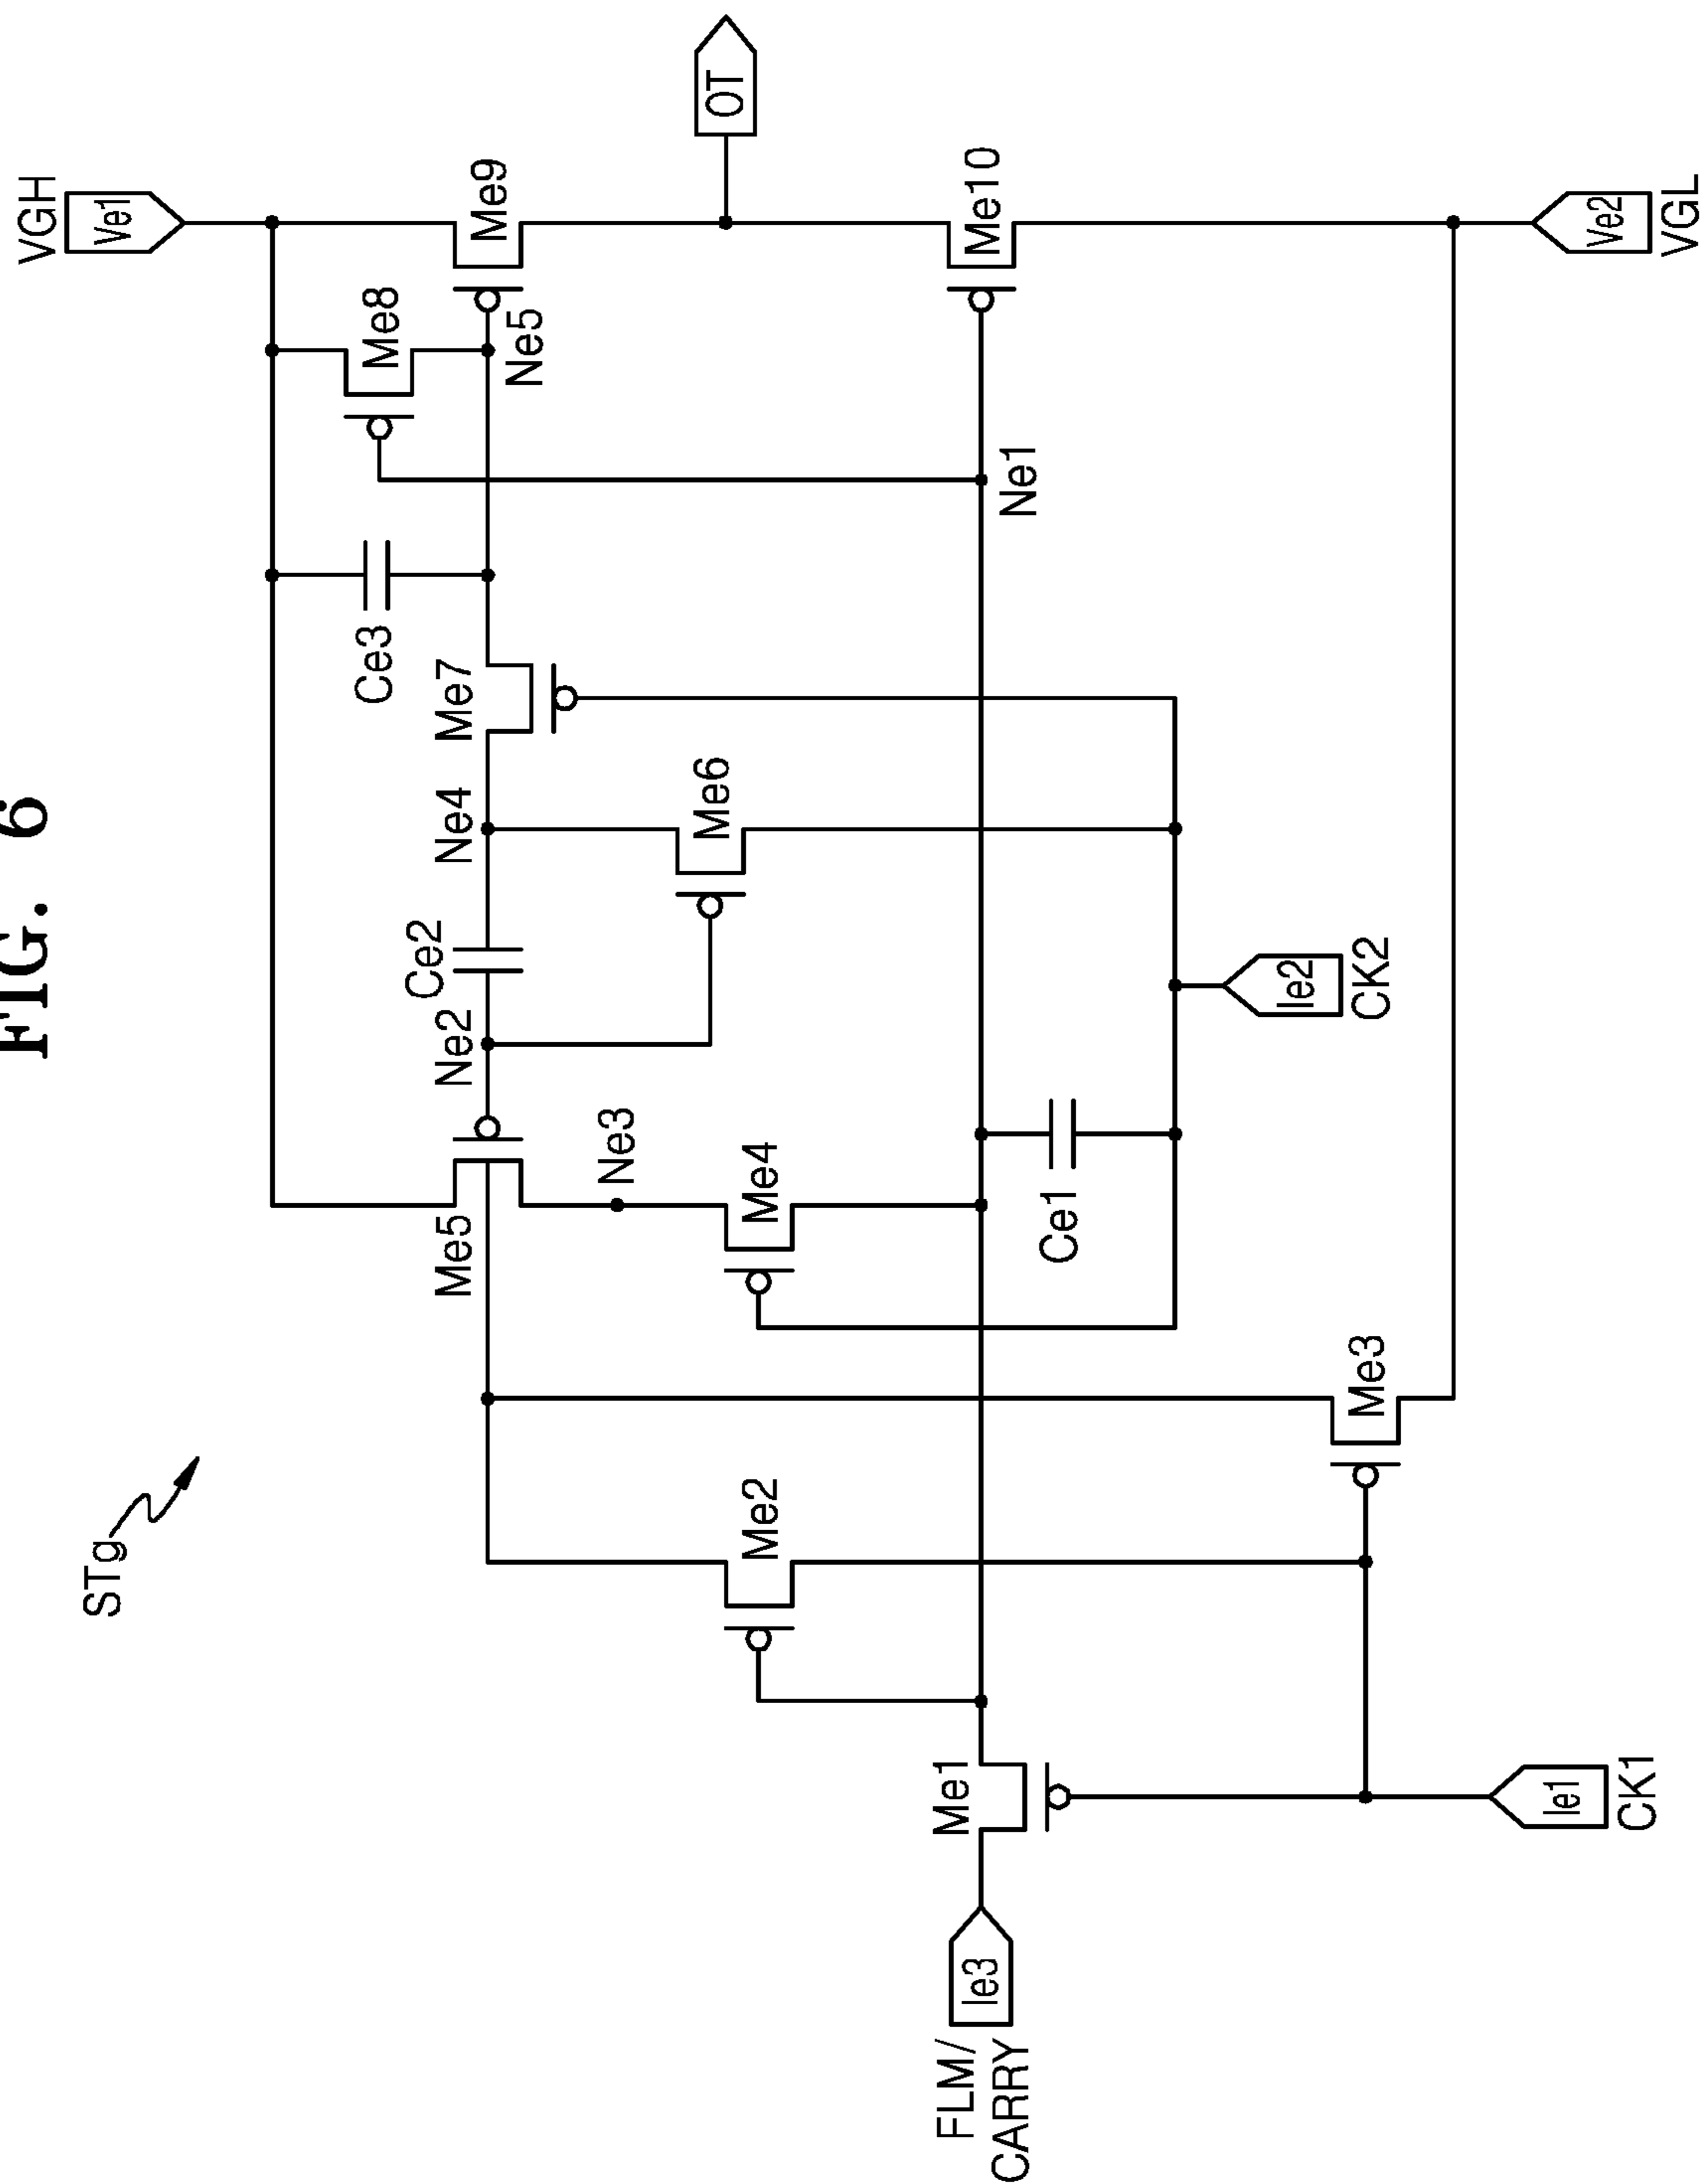 FIG. 6
STg
VGH
Ve1
Me8
Me9
Ne5
OT
Ce3
Me7
Ne4
Me6
Ce2
Ne2
Me5
Ne3
Me4
Ne1
Me10
Ce1
Me2
Me3
Me1
Ie3
FLM/
CARRY
Ie1
CK1
Ie2
CK2
Ve2
VGL